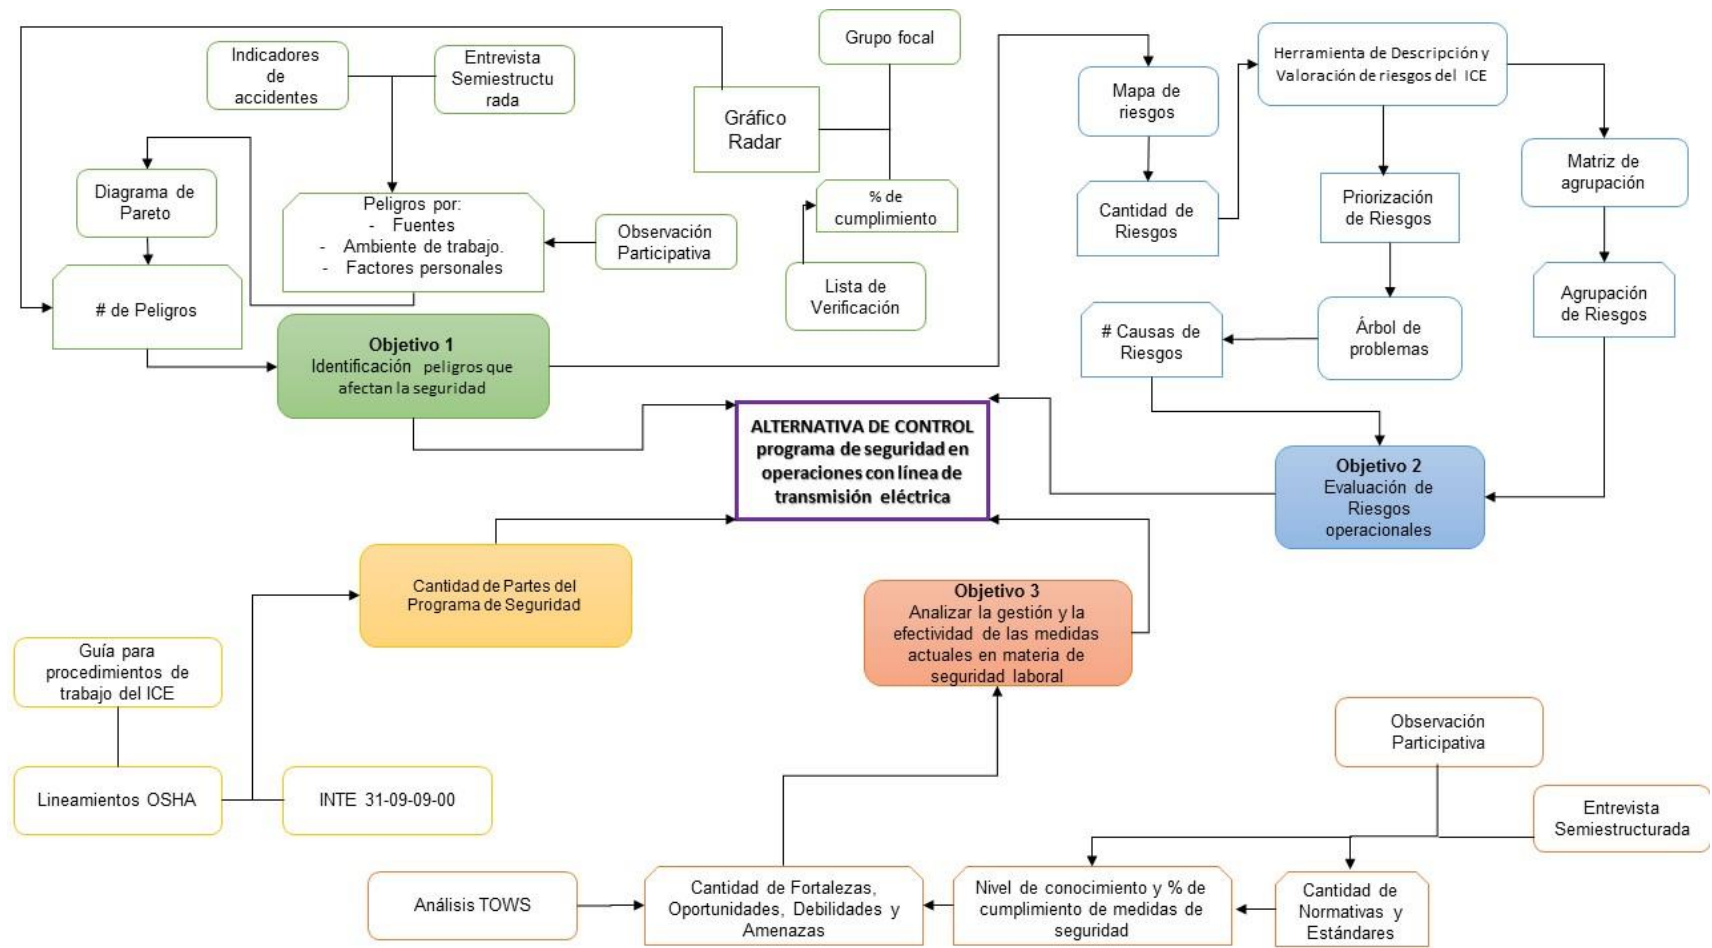 Indicadores
de
accidentes
Entrevista
Semiestructu
rada
Grupo focal
Gráfico
Radar
Diagrama de
Pareto
Peligros por:
- Fuentes
- Ambiente de trabajo.
- Factores personales
Observación
Participativa
% de
cumplimiento
Lista de
Verificación
# de Peligros
Objetivo 1
Identificación peligros que
afectan la seguridad
Mapa de
riesgos
Cantidad de
Riesgos
Herramienta de Descripción y
Valoración de riesgos del ICE
Priorización
de Riesgos
Matriz de
agrupación
Agrupación
de Riesgos
Árbol de
problemas
# Causas de
Riesgos
Objetivo 2
Evaluación de
Riesgos
operacionales
ALTERNATIVA DE CONTROL
programa de seguridad en
operaciones con línea de
transmisión eléctrica
Cantidad de Partes del
Programa de Seguridad
Guía para
procedimientos de
trabajo del ICE
Lineamientos OSHA
INTE 31-09-09-00
Objetivo 3
Analizar la gestión y la
efectividad de las medidas
actuales en materia de
seguridad laboral
Observación
Participativa
Entrevista
Semiestructurada
Análisis TOWS
Cantidad de Fortalezas,
Oportunidades, Debilidades y
Amenazas
Nivel de conocimiento y % de
cumplimiento de medidas de
seguridad
Cantidad de
Normativas y
Estándares